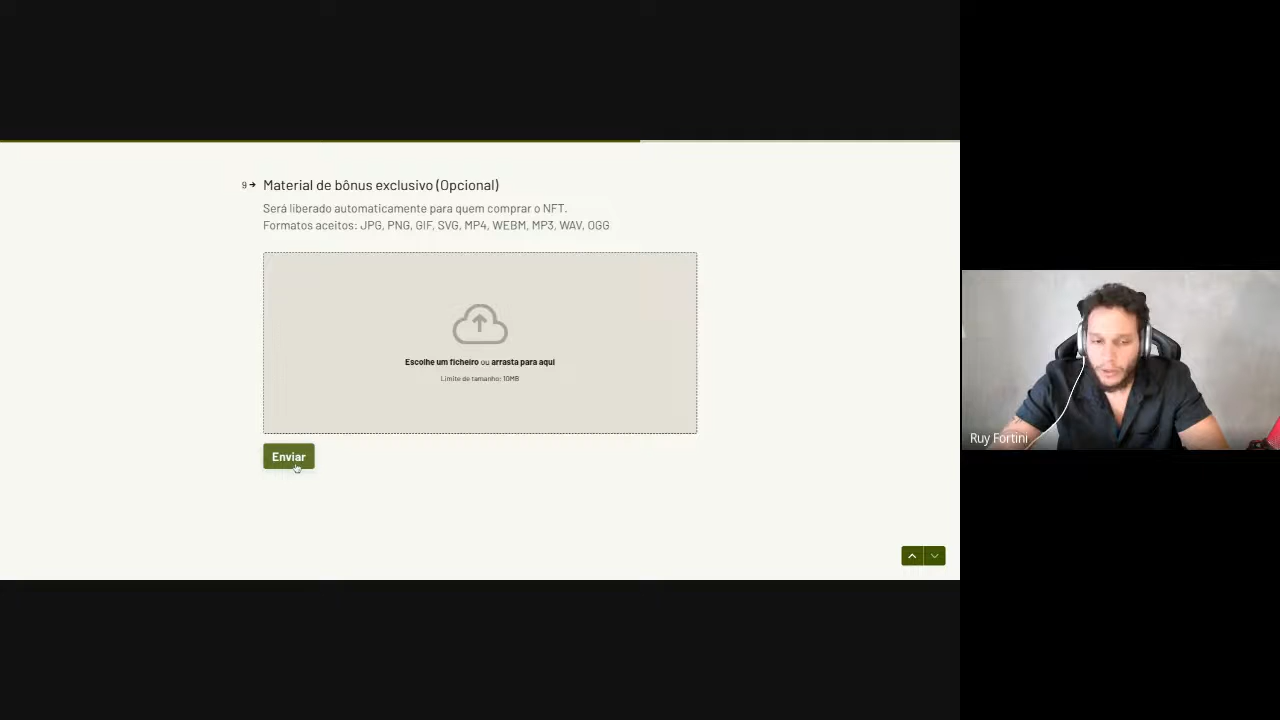 9 Material de bônus exclusivo (Opcional)
Será liberado automaticamente para quem comprar o NFT.
Formatos aceitos: JPG, PNG, GIF, SVG, MP4, WEBM, MP3, WAV, OGG
Escolhe um ficheiro ou arrasta para aqui
Limite de tamanho: 10MB
Enviar
Ruy Fortini